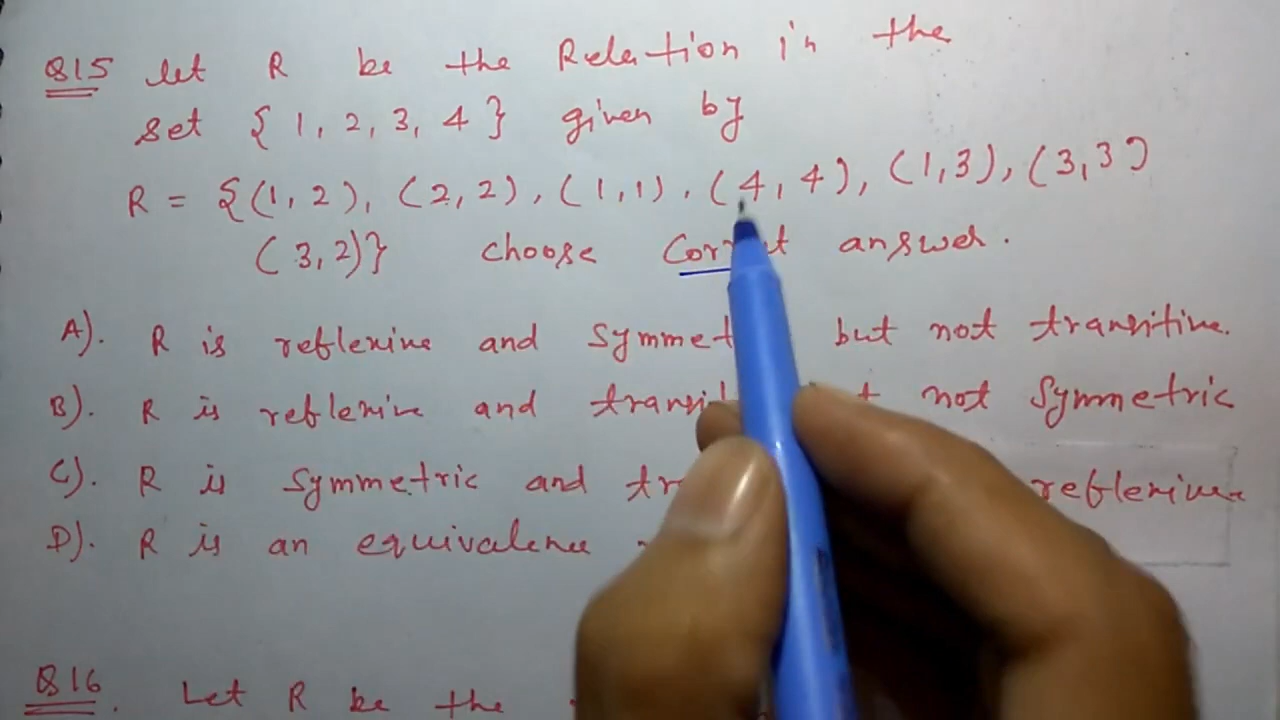 Q15 let R be the Relation in the
set { 1, 2, 3, 4 } given by
R = {(1, 2), (2, 2), (1, 1), (4, 4), (1, 3), (3, 3)
(3, 2)} choose answer.
A). R is reflexive and but not transitive.
B). R is reflexive and not Symmetric
C). R is Symmetric and reflexive
D). R is an equivalence
Q16. Let R be the